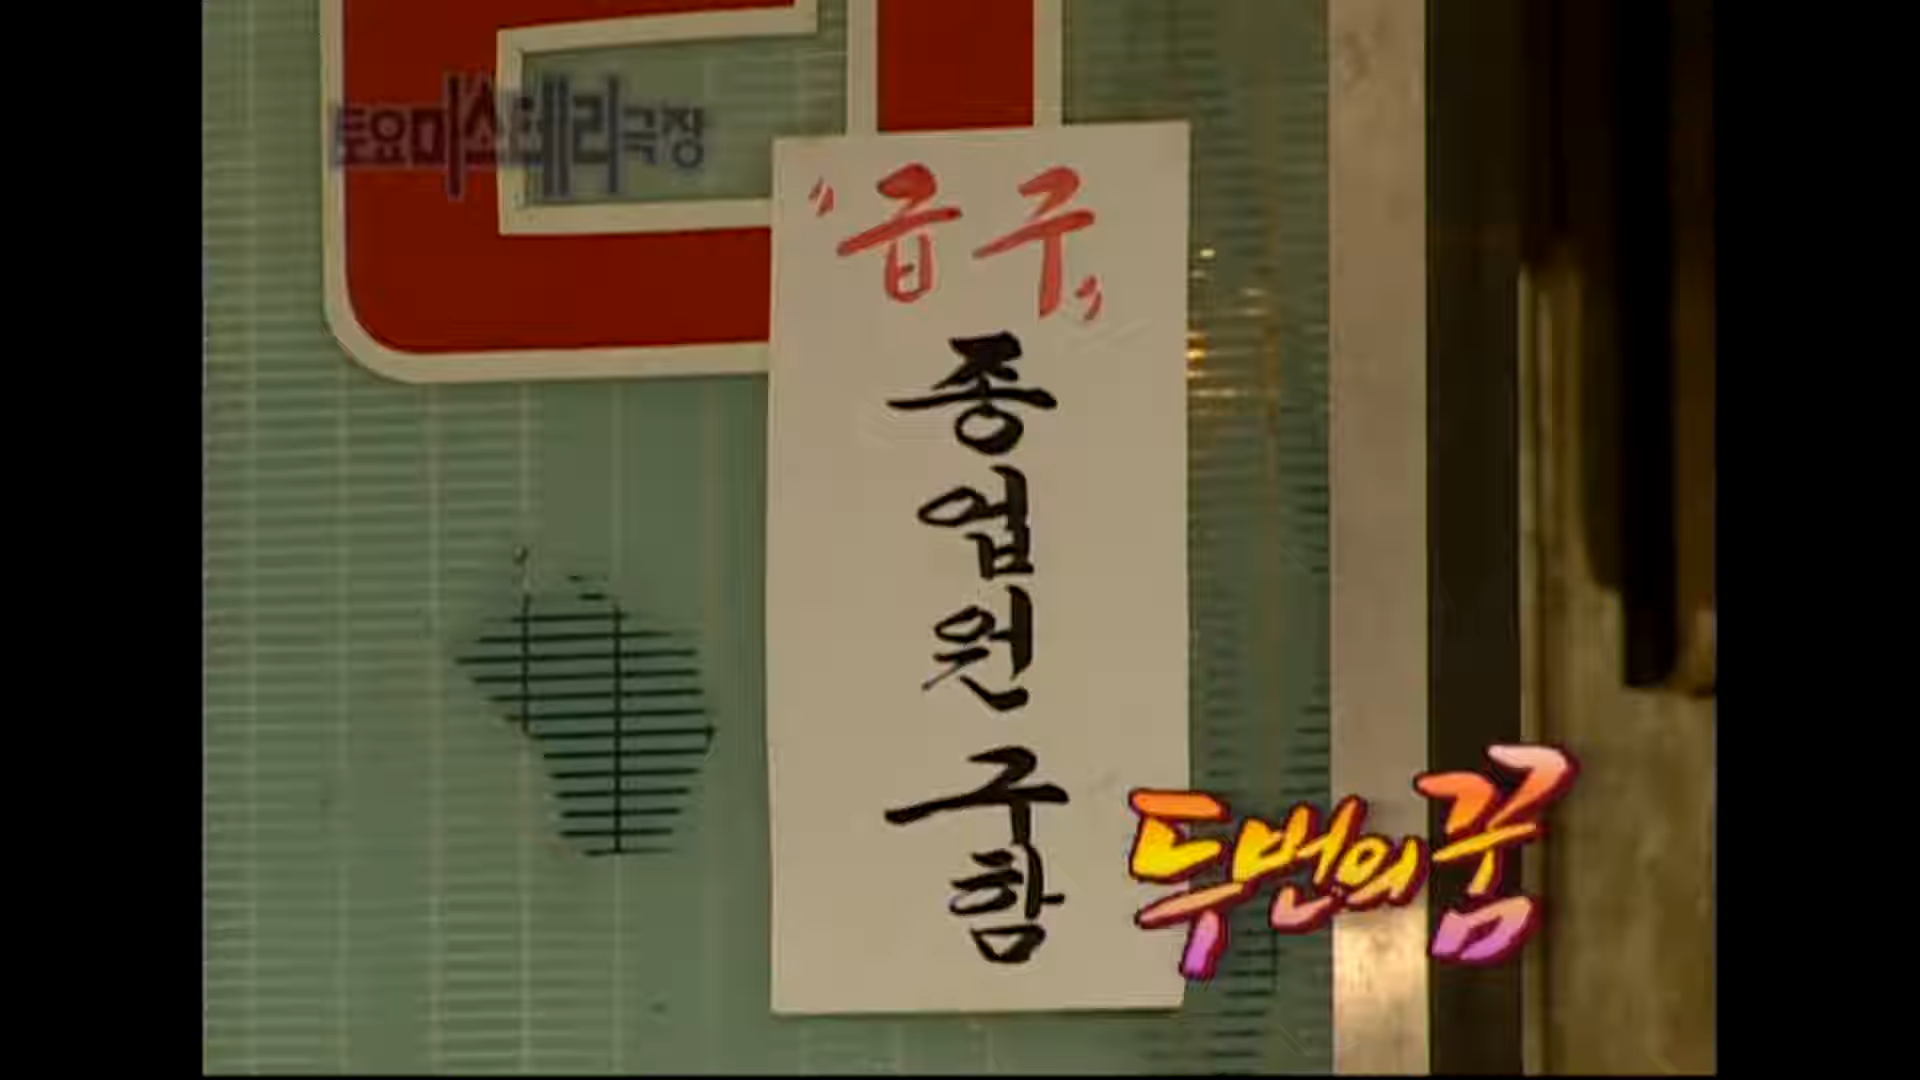 토요미스테리극장
"급구"
종업원 구함
두번의 꿈